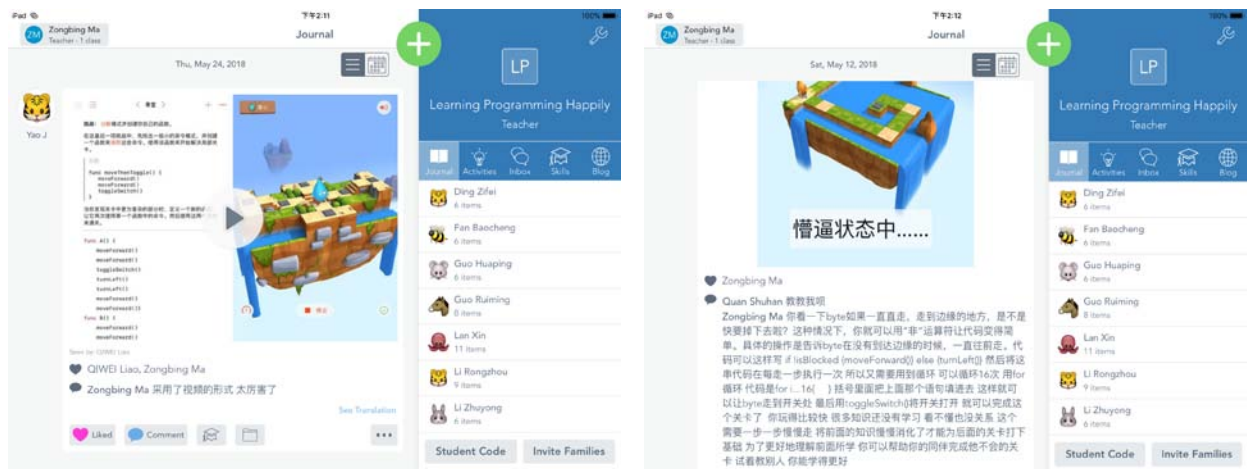 iPad
下午2:11
100%
ZM
Zongbing Ma
Teacher - 1 class
Journal
Thu, May 24, 2018
Yao J
func moveThenToggle() {
moveForward()
moveForward()
toggleSwitch()
}
func A() {
moveForward()
moveForward()
toggleSwitch()
turnLeft()
turnLeft()
moveForward()
moveForward()}
func B() {
moveForward()
moveForward()
Seen by QIWEI Liao
QIWEI Liao, Zongbing Ma
Zongbing Ma 采用了视频的形式 太厉害了
See Translation
Liked
Comment
LP
Learning Programming Happily
Teacher
Journal
Activities
Inbox
Skills
Blog
Ding Zifei
6 items
Fan Baocheng
6 items
Guo Huaping
6 items
Guo Ruiming
8 items
Lan Xin
11 items
Li Rongzhou
9 items
Li Zhuyong
6 items
Student Code
Invite Families
iPad
下午2:12
100%
ZM
Zongbing Ma
Teacher - 1 class
Journal
Sat, May 12, 2018
懵逼状态中......
Zongbing Ma
Quan Shuhan 教教我呗
Zongbing Ma 你看一下byte如果一直直走，走到边缘的地方，是不是
快要掉下去啦？这种情况下，你就可以用"非"运算符让代码变得简
单。具体的操作是告诉byte在没有到达边缘的时候，一直往前走。代
码可以这样写 if !isBlocked {moveForward()} else {turnLeft()} 然后将这
串代码在每走一步执行一次 所以又需要用到循环 可以循环16次 用for
循环 代码是for i...16{ } 括号里面把上面那个语句填进去 这样就可
以让byte走到开关处 最后用toggleSwitch()将开关打开 就可以完成这
个关卡了 你玩得比较快 很多知识还没有学习 看不懂也没关系 这个
需要一步一步慢慢走 将前面的知识慢慢消化了才能为后面的关卡打下
基础 为了更好地理解前面所学 你可以帮助你的同伴完成他不会的关
卡 试着教别人 你能学得更好
LP
Learning Programming Happily
Teacher
Journal
Activities
Inbox
Skills
Blog
Ding Zifei
6 items
Fan Baocheng
6 items
Guo Huaping
6 items
Guo Ruiming
8 items
Lan Xin
11 items
Li Rongzhou
9 items
Li Zhuyong
6 items
Student Code
Invite Families